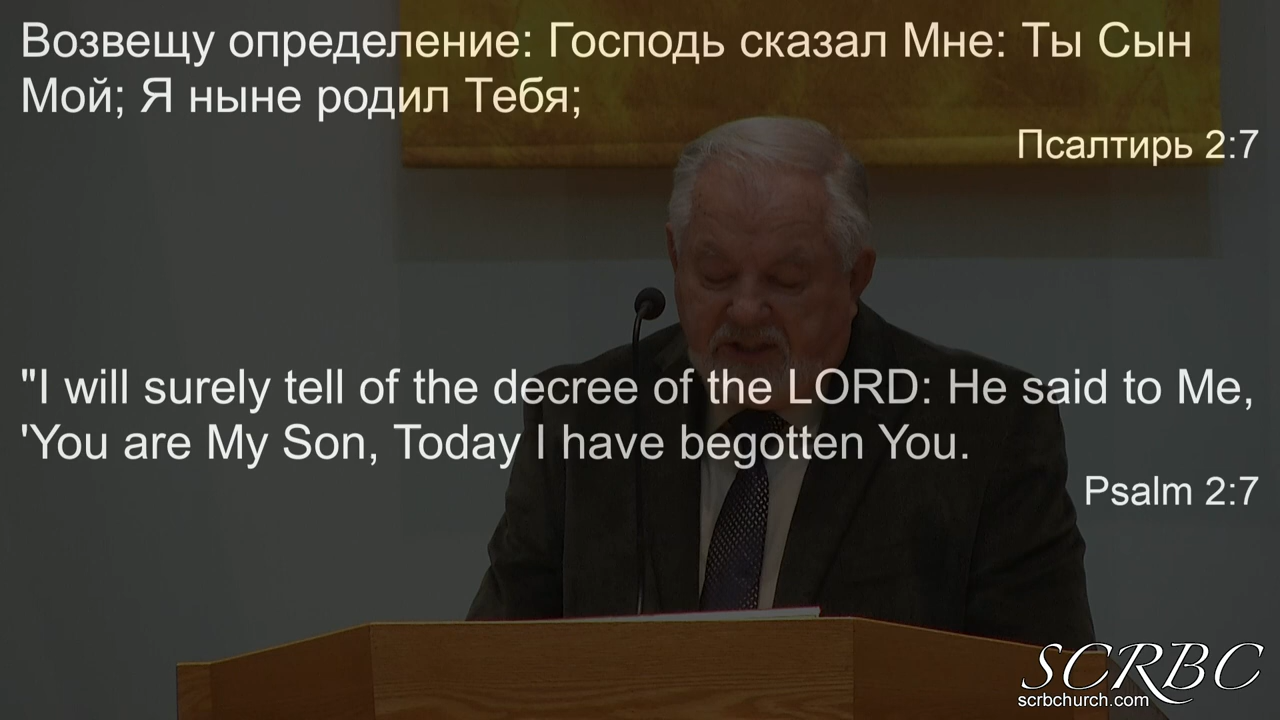 Возвещу определение: Господь сказал Мне: Ты Сын
Мой; Я ныне родил Тебя;
Псалтирь 2:7
"I will surely tell of the decree of the LORD: He said to Me,
'You are My Son, Today I have begotten You.
Psalm 2:7
SCRBC
scrbchurch.com